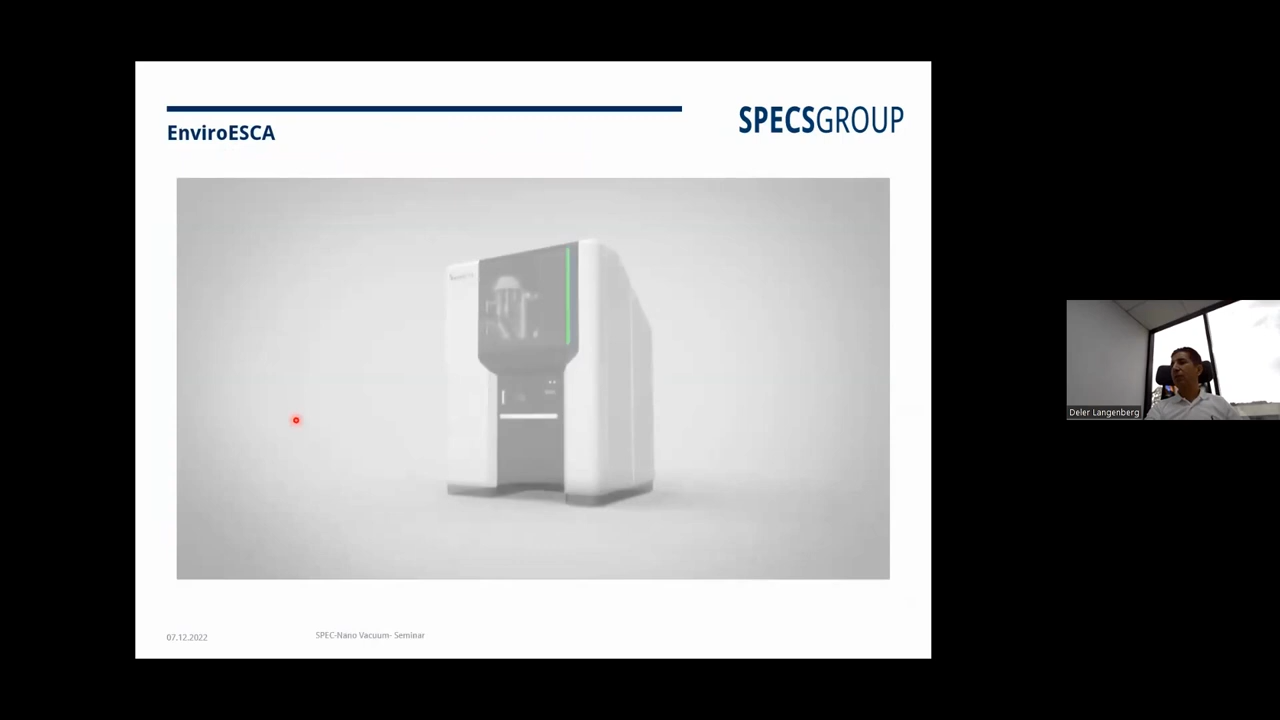 EnviroESCA
SPECSGROUP
Deler Langenberg
07.12.2022
SPEC-Nano Vacuum- Seminar